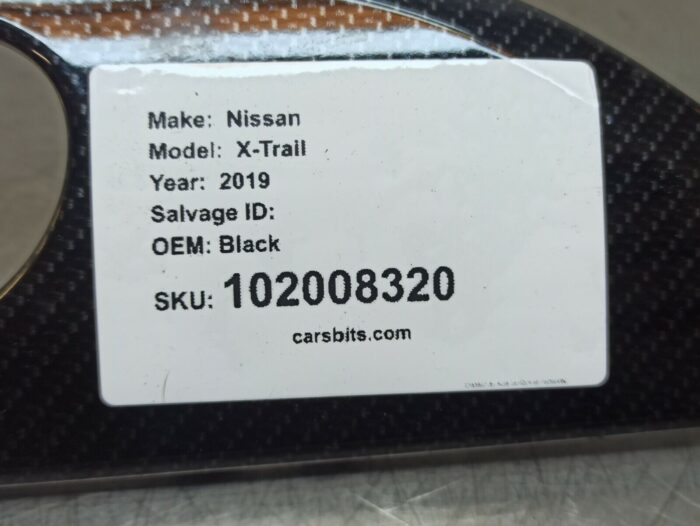 Make: Nissan
Model: X-Trail
Year: 2019
Salvage ID:
OEM: Black
SKU: 102008320
carsbits.com